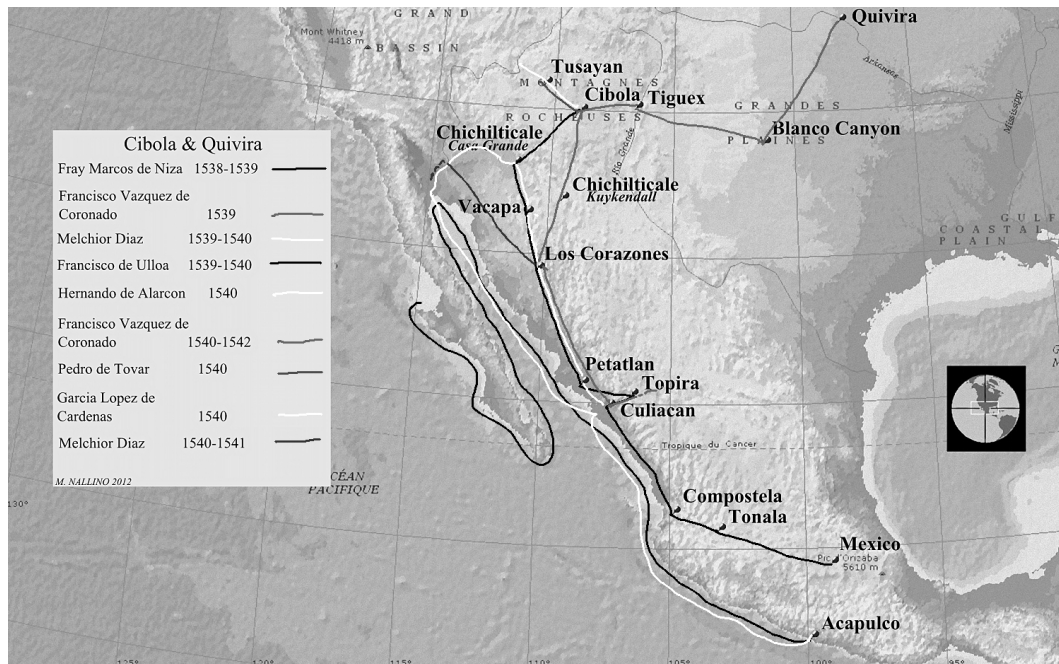 GRAND
Mont Whitney
4418 m
BASSIN
Quivira
Arkansas
Mississippi
Tusayan
MONTAGNES
Cibola
Tiguex
GRANDES
ROCHEUSES
Blanco Canyon
PLAINES
Chichilticale
Casa Grande
Rio Grande
Chichilticale
Kuykendall
Vacapa
GULF
COASTAL
PLAIN
Los Corazones
Cibola & Quivira
Fray Marcos de Niza 1538-1539
Francisco Vazquez de
Coronado 1539
Melchior Diaz 1539-1540
Francisco de Ulloa 1539-1540
Hernando de Alarcon 1540
Francisco Vazquez de
Coronado 1540-1542
Pedro de Tovar 1540
Garcia Lopez de
Cardenas 1540
Melchior Diaz 1540-1541
M. NALLINO 2012
Petatlan
Topira
Culiacan
Tropique du Cancer
OCÉAN
PACIFIQUE
130°
Compostela
Tonala
Mexico
Pic d'Orizaba
5610 m
Acapulco
125°
120°
115°
110°
105°
100°
95°